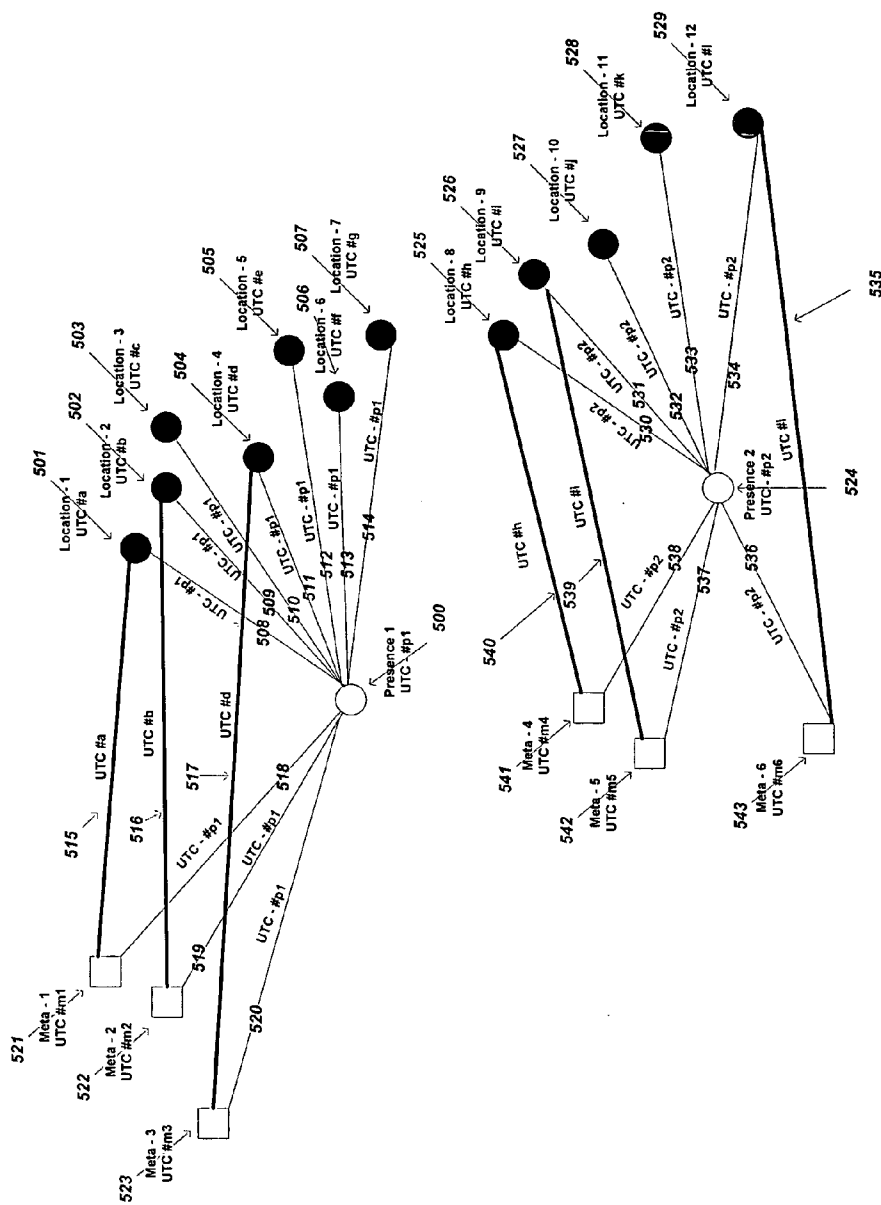 501
Location - 1
UTC #a
502
Location - 2
UTC #b
503
Location - 3
UTC #c
504
Location - 4
UTC #d
505
Location - 5
UTC #e
506
Location - 6
UTC #f
507
Location - 7
UTC #g
UTC - #p1
508
UTC - #p1
509
UTC - #p1
510
UTC - #p1
511
UTC - #p1
512
UTC - #p1
513
UTC - #p1
514
Presence 1
UTC - #p1
500
UTC #a
515
UTC #b
516
UTC #d
517
UTC - #p1
518
UTC - #p1
519
UTC - #p1
520
521
Meta - 1
UTC #m1
522
Meta - 2
UTC #m2
523
Meta - 3
UTC #m3
525
Location - 8
UTC #h
526
Location - 9
UTC #i
527
Location - 10
UTC #j
528
Location - 11
UTC #k
529
Location - 12
UTC #l
UTC - #p2
530
UTC - #p2
531
UTC - #p2
532
UTC - #p2
533
UTC - #p2
534
UTC #l
535
Presence 2
UTC - #p2
524
UTC #h
540
UTC #i
539
UTC - #p2
538
UTC - #p2
537
UTC - #p2
536
541
Meta - 4
UTC #m4
542
Meta - 5
UTC #m5
543
Meta - 6
UTC #m6